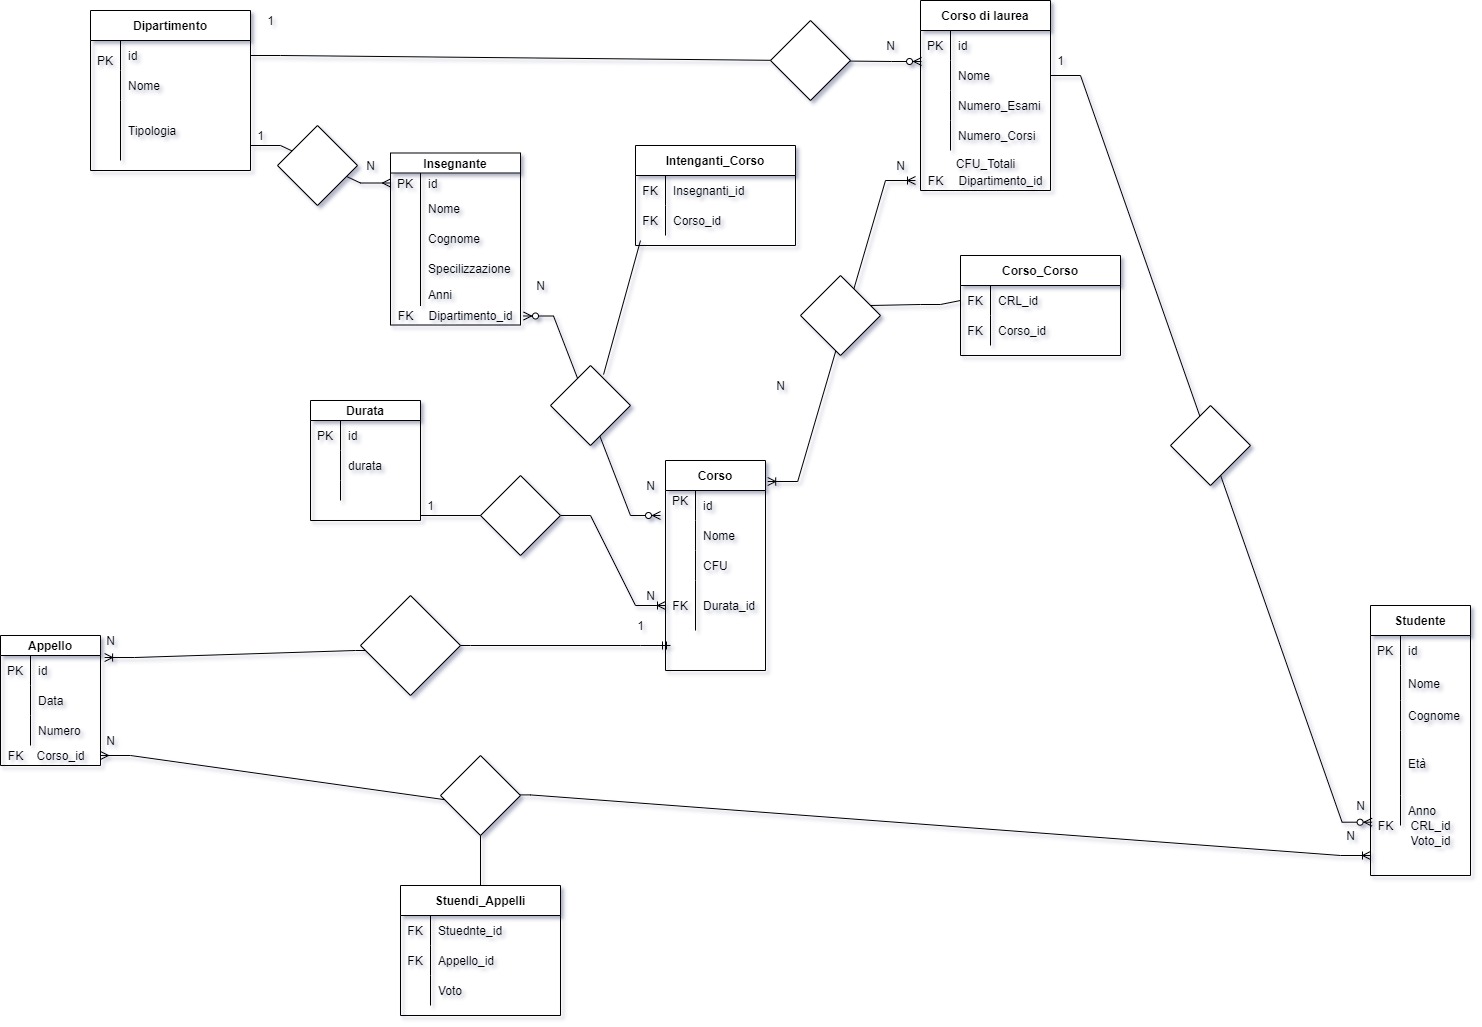 Dipartimento
PK
id
Nome
Tipologia
1
1
N
Corso di laurea
PK
id
Nome
Numero_Esami
Numero_Corsi
CFU_Totali
FK
Dipartimento_id
1
N
N
Insegnante
PK
id
Nome
Cognome
Specilizzazione
Anni
FK
Dipartimento_id
N
Intenganti_Corso
FK
Insegnanti_id
FK
Corso_id
Corso_Corso
FK
CRL_id
FK
Corso_id
N
Durata
PK
id
durata
1
Corso
PK
id
Nome
CFU
FK
Durata_id
N
N
1
Appello
PK
id
Data
Numero
FK
Corso_id
N
N
Studente
PK
id
Nome
Cognome
Età
Anno
FK
CRL_id
Voto_id
N
N
Stuendi_Appelli
FK
Stuednte_id
FK
Appello_id
Voto